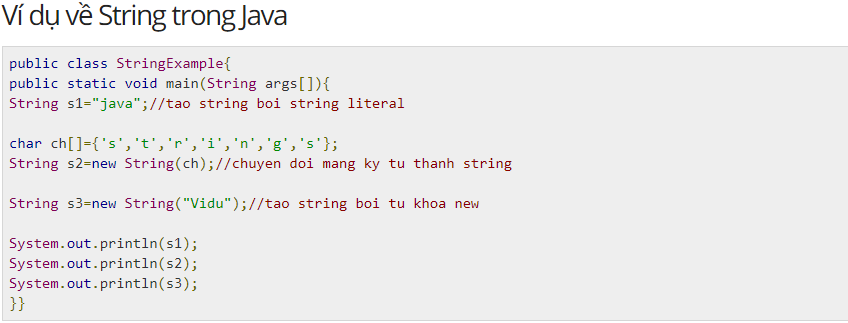 Ví dụ về String trong Java
public class StringExample{
public static void main(String args[]){
String s1="java";//tao string boi string literal
char ch[]={'s','t','r','i','n','g','s'};
String s2=new String(ch);//chuyen doi mang ky tu thanh string
String s3=new String("Vidu");//tao string boi tu khoa new
System.out.println(s1);
System.out.println(s2);
System.out.println(s3);
}}